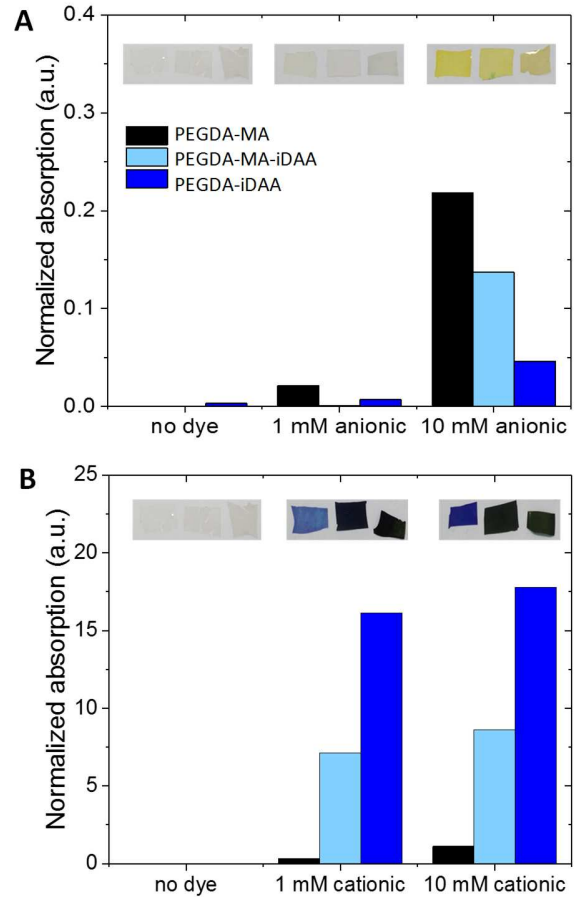 A
Normalized absorption (a.u.)
0.4
0.3
0.2
0.1
0.0
PEGDA-MA
PEGDA-MA-iDAA
PEGDA-iDAA
no dye
1 mM anionic
10 mM anionic
B
Normalized absorption (a.u.)
25
20
15
10
5
0
no dye
1 mM cationic
10 mM cationic